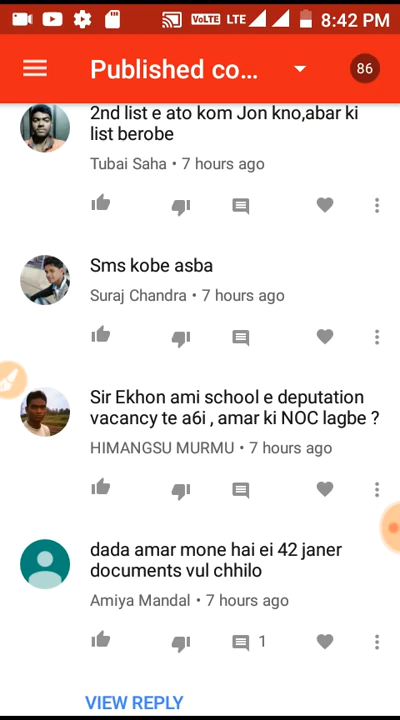 VoLTE LTE 8:42 PM
Published co... 86
2nd list e ato kom Jon kno,abar ki
list berobe
Tubai Saha • 7 hours ago
Sms kobe asba
Suraj Chandra • 7 hours ago
Sir Ekhon ami school e deputation
vacancy te a6i , amar ki NOC lagbe ?
HIMANGSU MURMU • 7 hours ago
dada amar mone hai ei 42 janer
documents vul chhilo
Amiya Mandal • 7 hours ago
1
VIEW REPLY